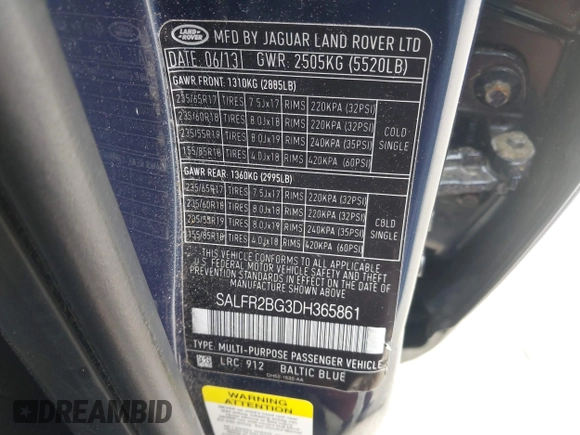 LAND ROVER
MFD BY JAGUAR LAND ROVER LTD
DATE: 06/13 GWR: 2505KG (5520LB)
GAWR FRONT: 1310KG (2885LB)
235/65R17 TIRES 7.5Jx17 RIMS 220KPA (32PSI)
235/60R18 TIRES 8.0Jx18 RIMS 220KPA (32PSI)
235/55R19 TIRES 8.0Jx19 RIMS 240KPA (35PSI)
155/85R18 TIRES 4.0Jx18 RIMS 420KPA (60PSI)
COLD
SINGLE
GAWR REAR: 1360KG (2995LB)
235/65R17 TIRES 7.5Jx17 RIMS 220KPA (32PSI)
235/60R18 TIRES 8.0Jx18 RIMS 220KPA (32PSI)
235/55R19 TIRES 8.0Jx19 RIMS 240KPA (35PSI)
155/85R18 TIRES 4.0Jx18 RIMS 420KPA (60PSI)
COLD
SINGLE
THIS VEHICLE CONFORMS TO ALL APPLICABLE
U.S. FEDERAL MOTOR VEHICLE SAFETY AND THEFT
PREVENTION STANDARDS IN EFFECT ON THE DATE
OF MANUFACTURE SHOWN ABOVE
SALFR2BG3DH365861
TYPE: MULTI-PURPOSE PASSENGER VEHICLE
LRC: 912 BALTIC BLUE
WARNING
ATTENTION
DREAMBID